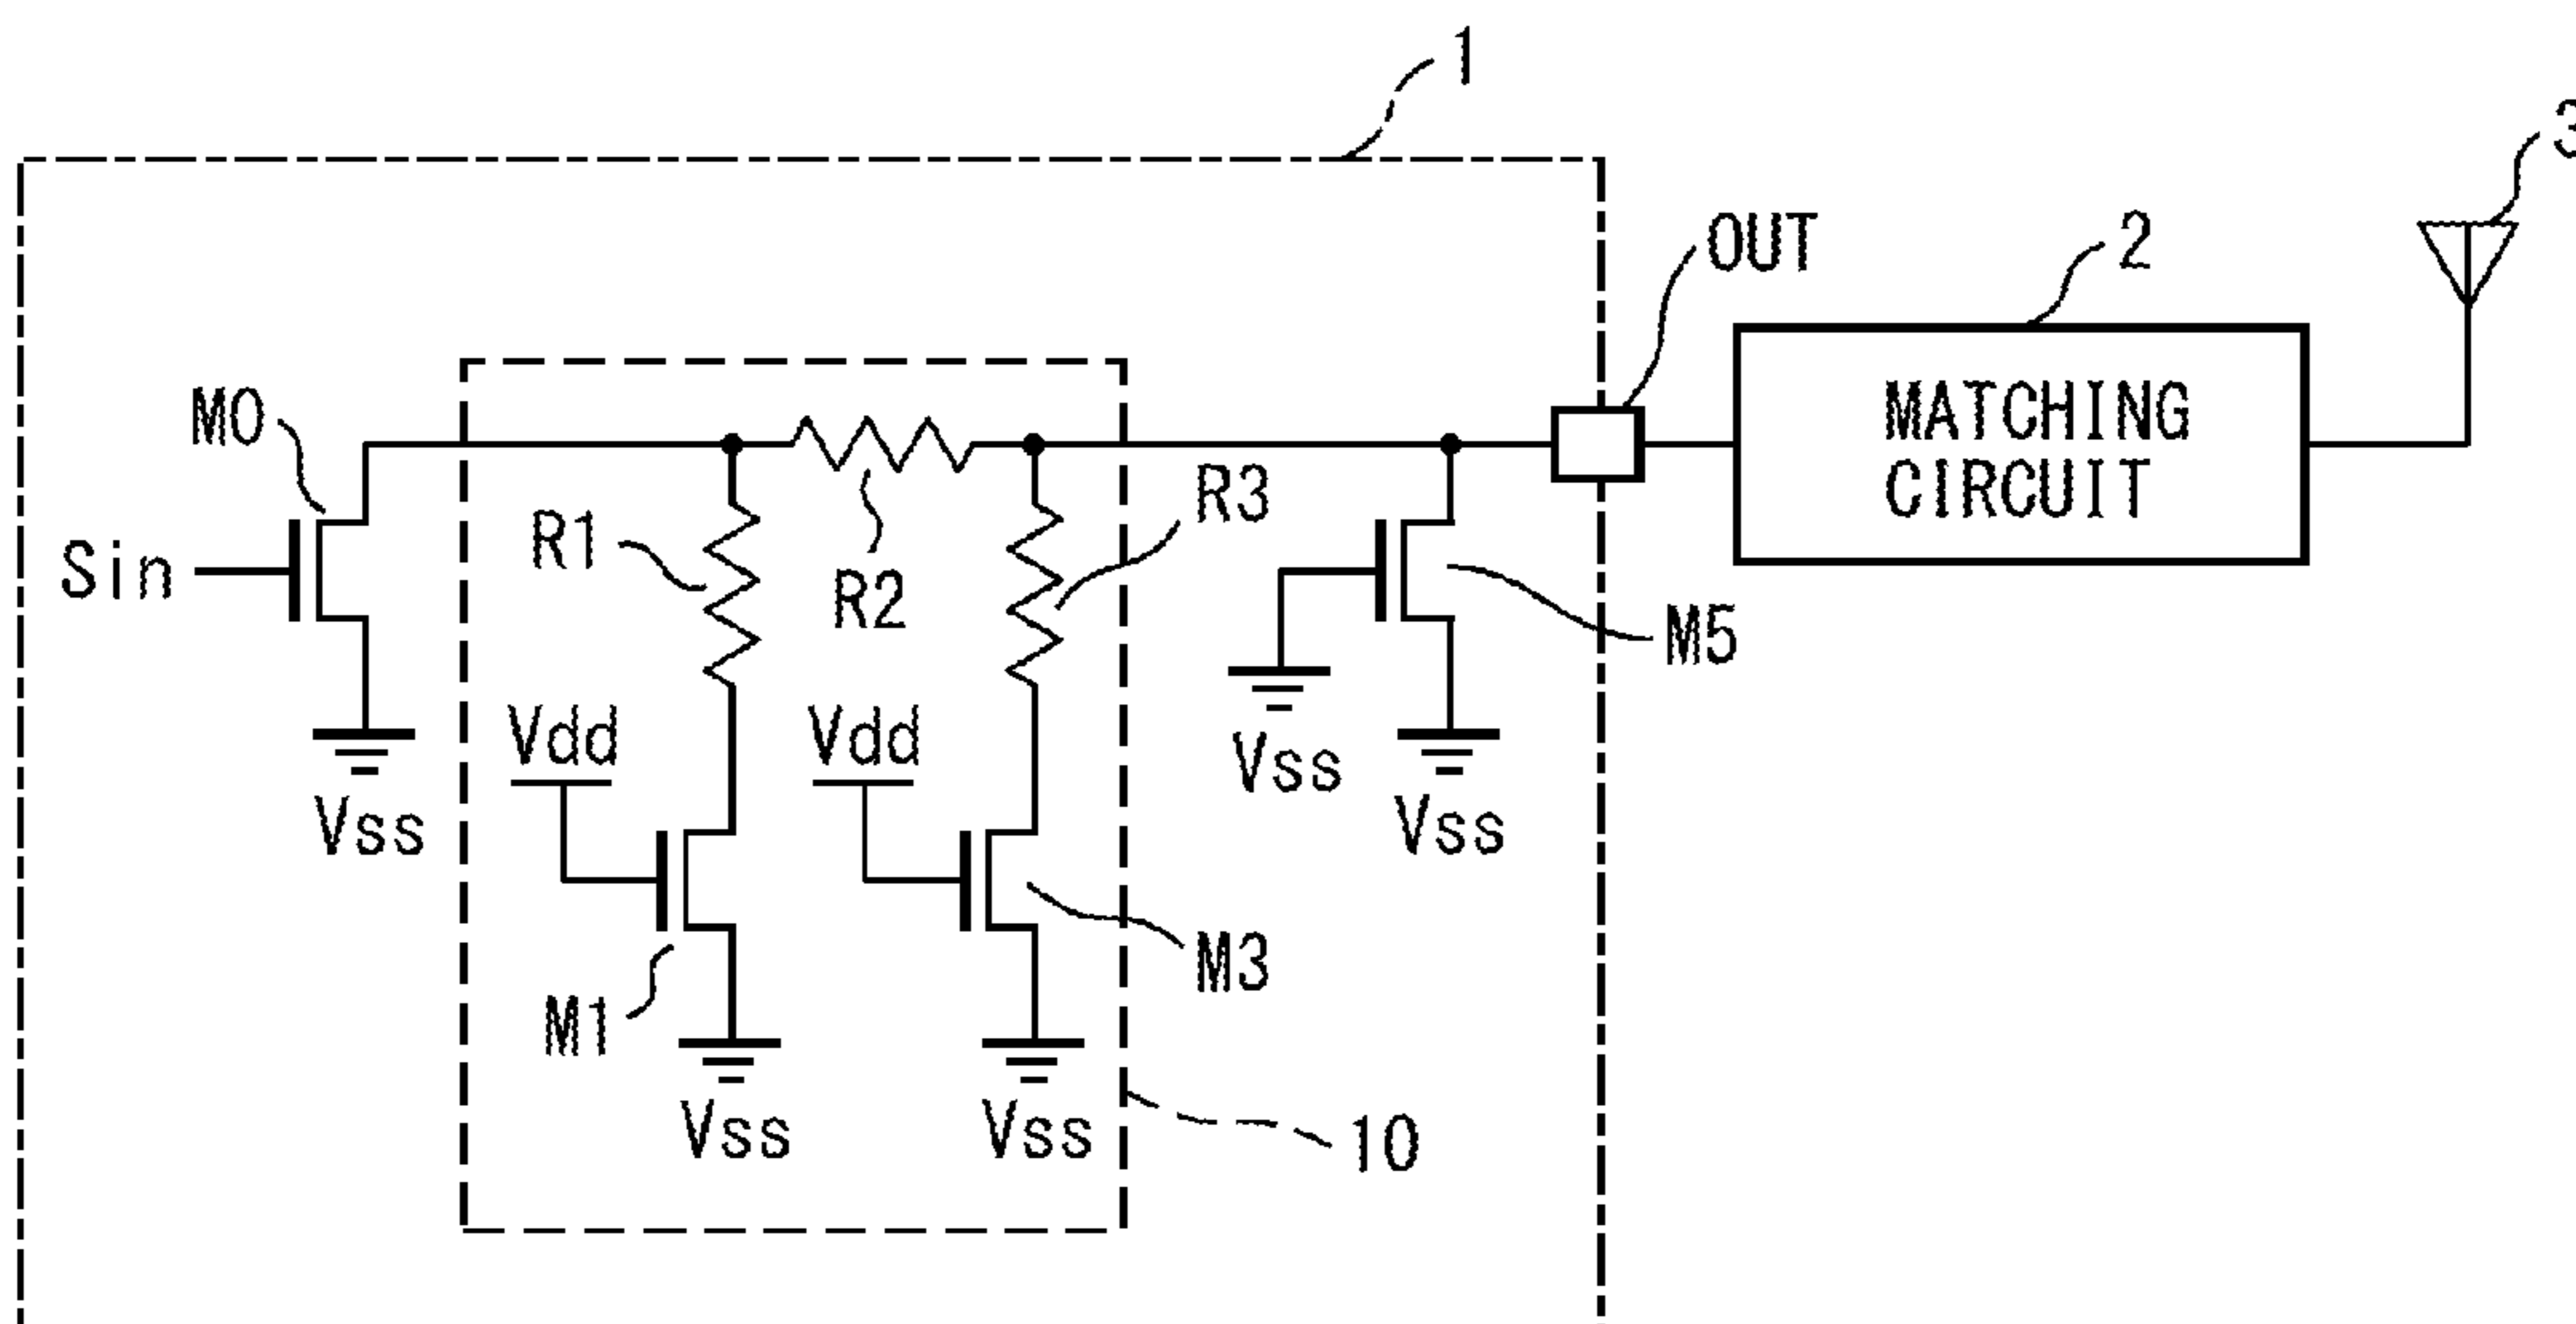 1
3
OUT
2
M0
MATCHING
CIRCUIT
R3
R1
Sin
R2
M5
Vdd
Vdd
Vss
Vss
Vss
M3
M1
Vss
Vss
10